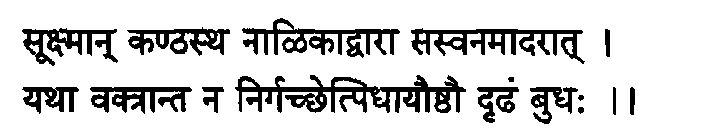 सूक्ष्मान् कण्ठस्थ नाळिकाद्वारा सस्वनमादरात् ।
यथा वक्त्रान्त न निर्गच्छेत्पिधायौष्ठौ दृढं बुधः ।।